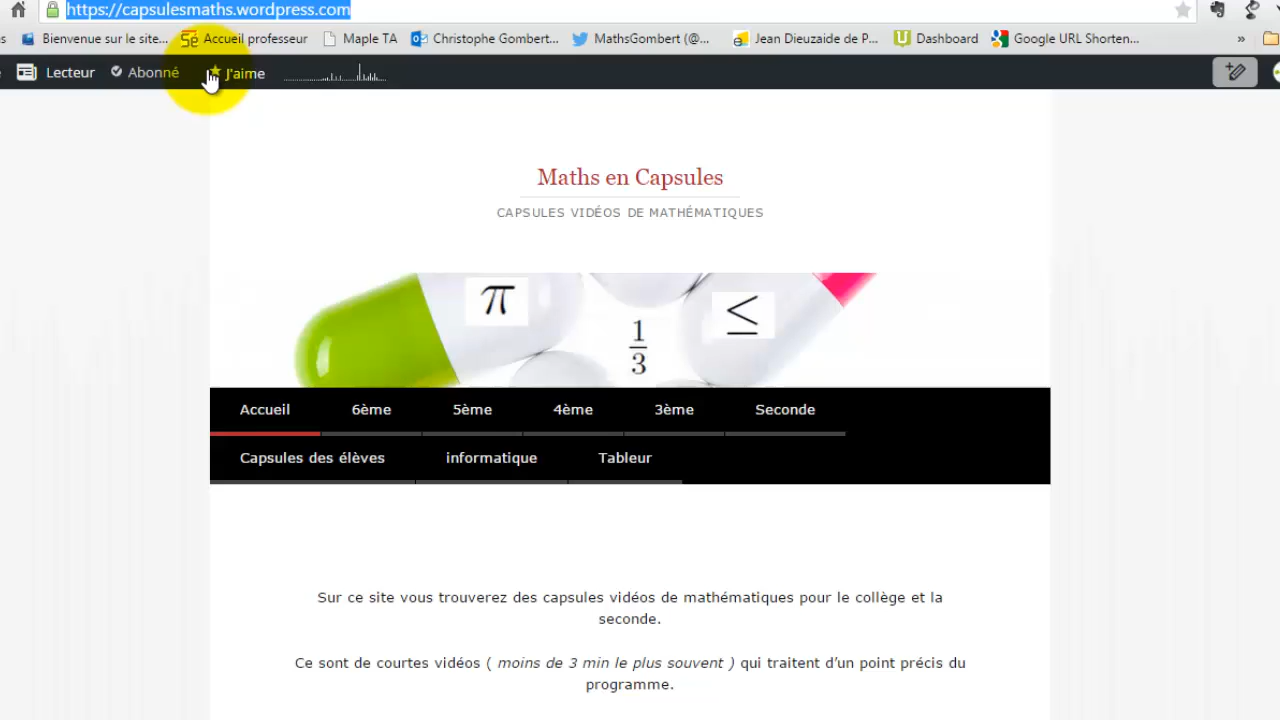 https://capsulesmaths.wordpress.com
Bienvenue sur le site... Sé Accueil professeur Maple TA Christophe Gombert... MathsGombert (@... Jean Dieuzaide de P... Dashboard Google URL Shorten... »
Lecteur Abonné J'aime
Maths en Capsules
CAPSULES VIDÉOS DE MATHÉMATIQUES
π
≤
1
3
Accueil 6ème 5ème 4ème 3ème Seconde
Capsules des élèves informatique Tableur
Sur ce site vous trouverez des capsules vidéos de mathématiques pour le collège et la
seconde.
Ce sont de courtes vidéos ( moins de 3 min le plus souvent ) qui traitent d'un point précis du
programme.